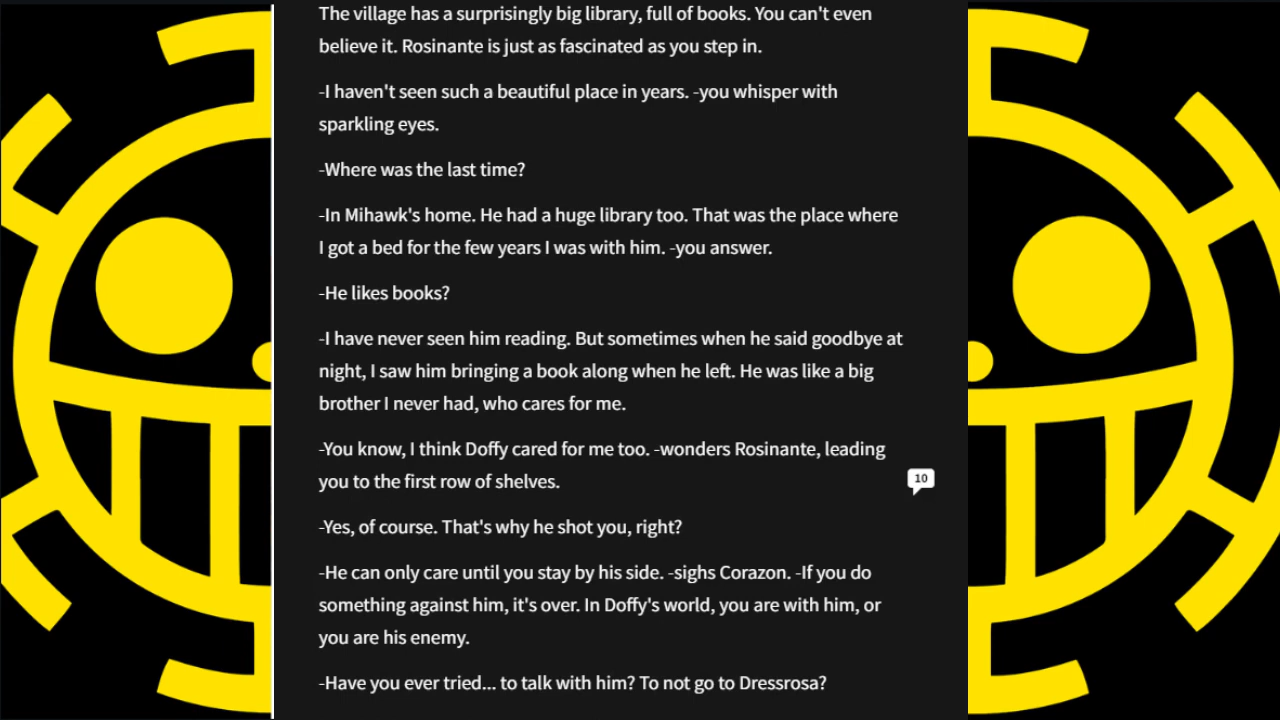 The village has a surprisingly big library, full of books. You can't even
believe it. Rosinante is just as fascinated as you step in.
-I haven't seen such a beautiful place in years. -you whisper with
sparkling eyes.
-Where was the last time?
-In Mihawk's home. He had a huge library too. That was the place where
I got a bed for the few years I was with him. -you answer.
-He likes books?
-I have never seen him reading. But sometimes when he said goodbye at
night, I saw him bringing a book along when he left. He was like a big
brother I never had, who cares for me.
-You know, I think Doffy cared for me too. -wonders Rosinante, leading
you to the first row of shelves.
10
-Yes, of course. That's why he shot you, right?
-He can only care until you stay by his side. -sighs Corazon. -If you do
something against him, it's over. In Doffy's world, you are with him, or
you are his enemy.
-Have you ever tried... to talk with him? To not go to Dressrosa?